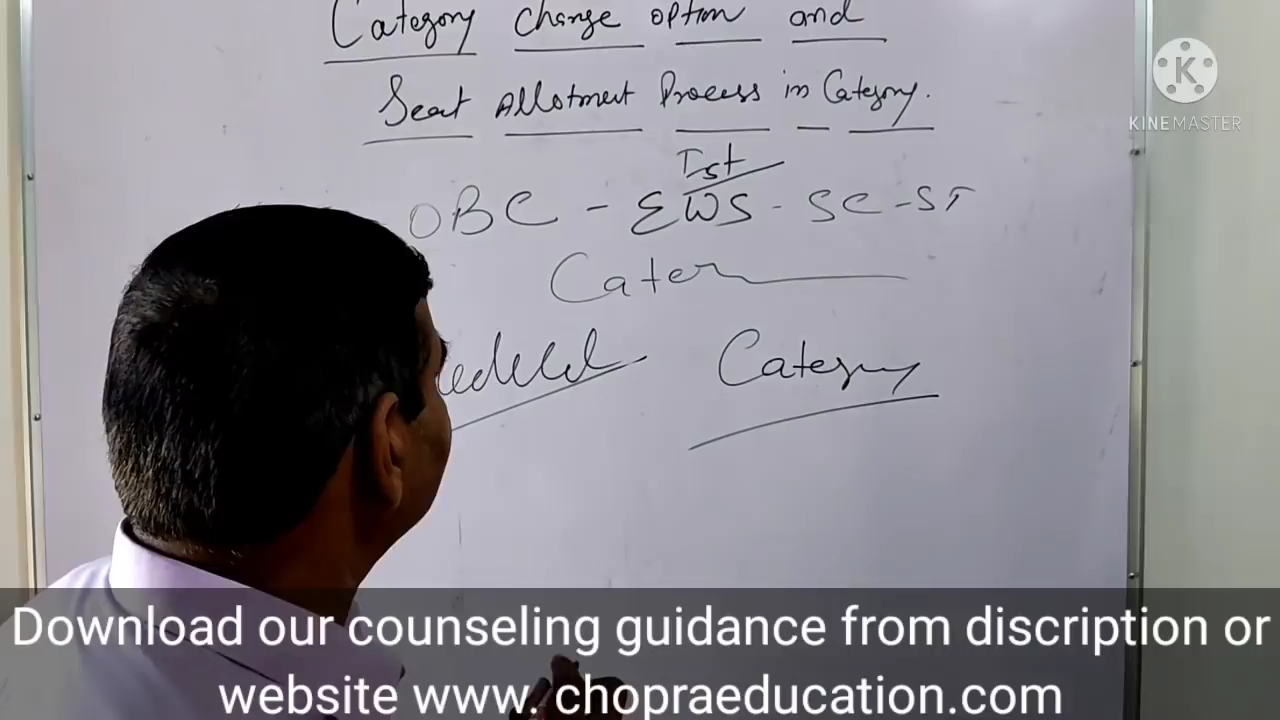 Category change option and
Seat Allotment Process in Category.
Ist
OBC - EWS - SC - ST
Cater
Category
KINEMASTER
Download our counseling guidance from discription or
website www. chopraeducation.com